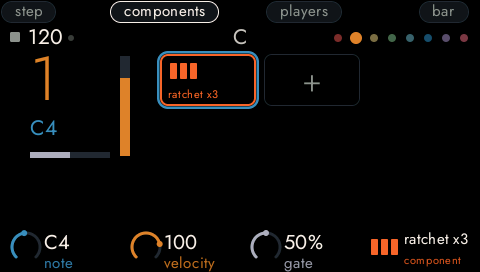 step components players bar
120 C
1
C4
ratchet x3
+
C4 100 50% ratchet x3
note velocity gate component